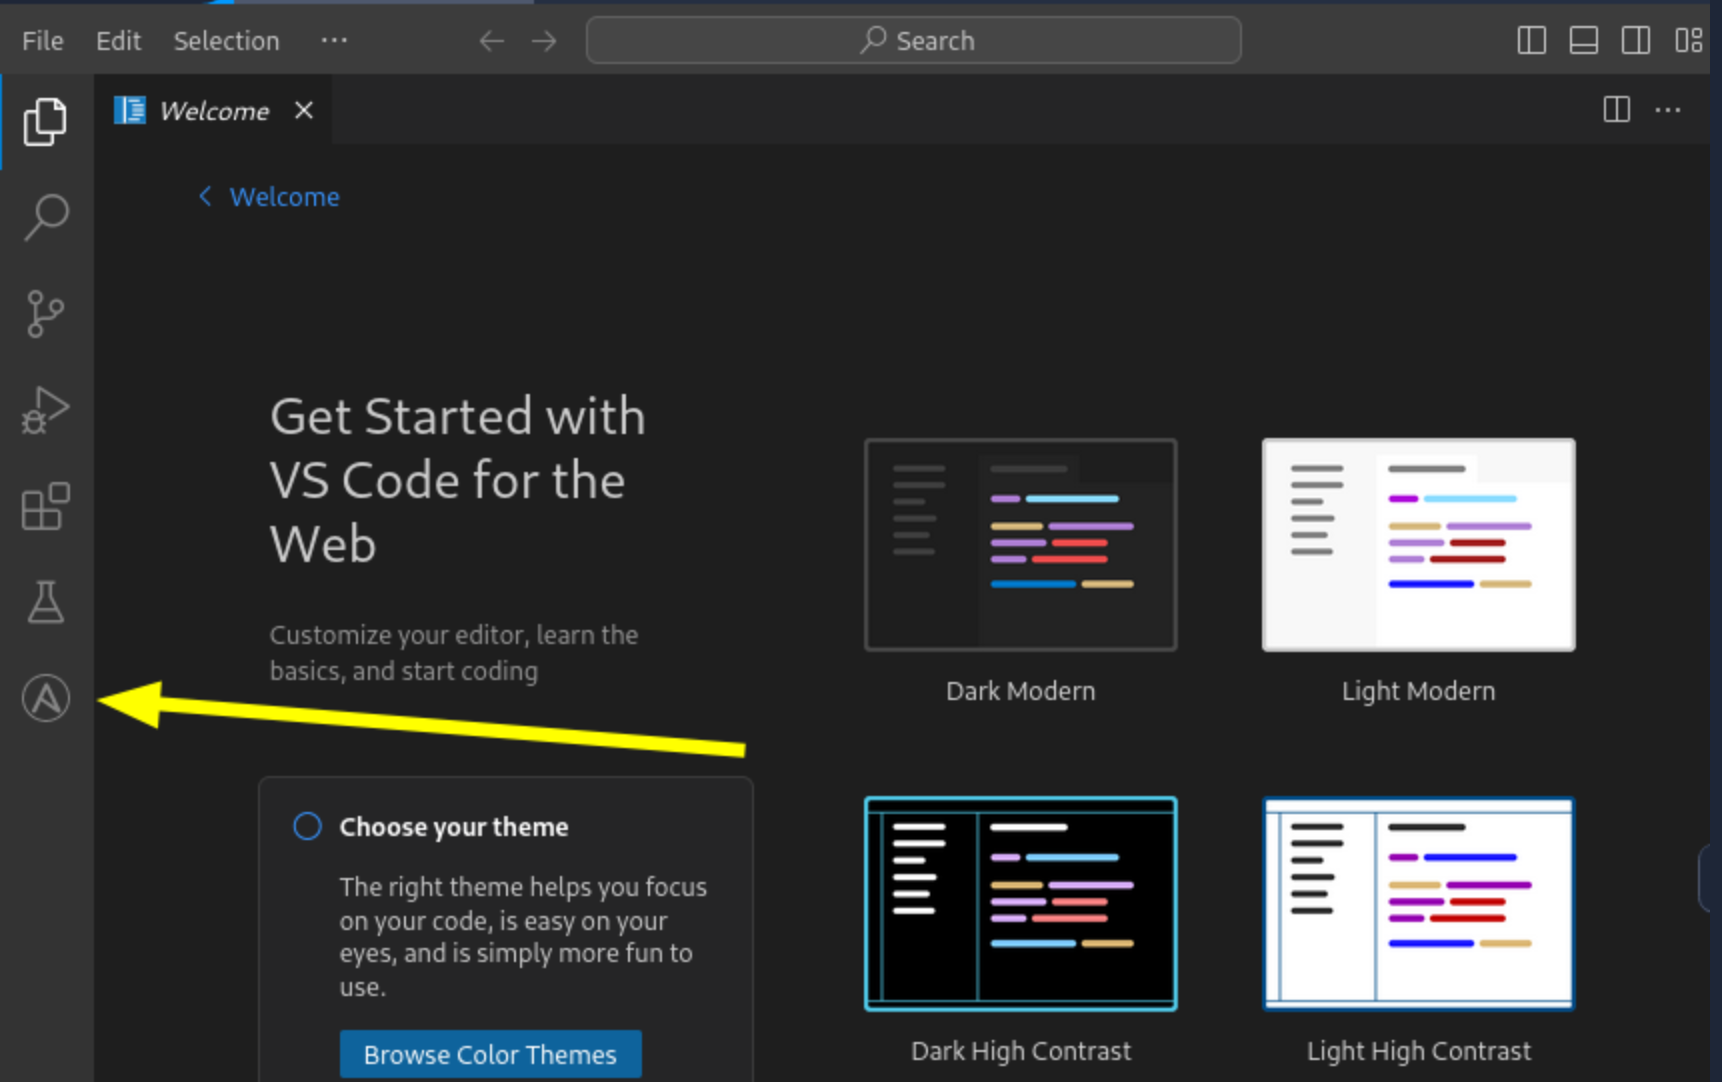 File Edit Selection ··· Search
Welcome
Welcome
Get Started with
VS Code for the
Web
Customize your editor, learn the
basics, and start coding
Dark Modern
Light Modern
Choose your theme
The right theme helps you focus
on your code, is easy on your
eyes, and is simply more fun to
use.
Browse Color Themes
Dark High Contrast
Light High Contrast